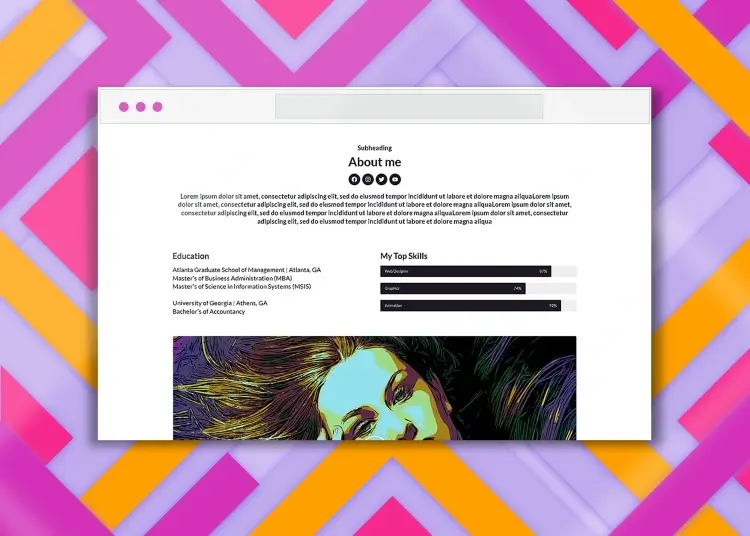 Subheading
About me
Lorem ipsum dolor sit amet, consectetur adipiscing elit, sed do eiusmod tempor incididunt ut labore et dolore magna aliquaLorem ipsum
dolor sit amet, consectetur adipiscing elit, sed do eiusmod tempor incididunt ut labore et dolore magna aliquaLorem ipsum dolor sit amet,
consectetur adipiscing elit, sed do eiusmod tempor incididunt ut labore et dolore magna aliquaLorem ipsum dolor sit amet, consectetur
adipiscing elit, sed do eiusmod tempor incididunt ut labore et dolore magna aliqua
Education
Atlanta Graduate School of Management | Atlanta, GA
Master's of Business Administration (MBA)
Master's of Science in Information Systems (MSIS)
University of Georgia | Athens, GA
Bachelor's of Accountancy
My Top Skills
Web Designer 87%
Graphics 74%
Animation